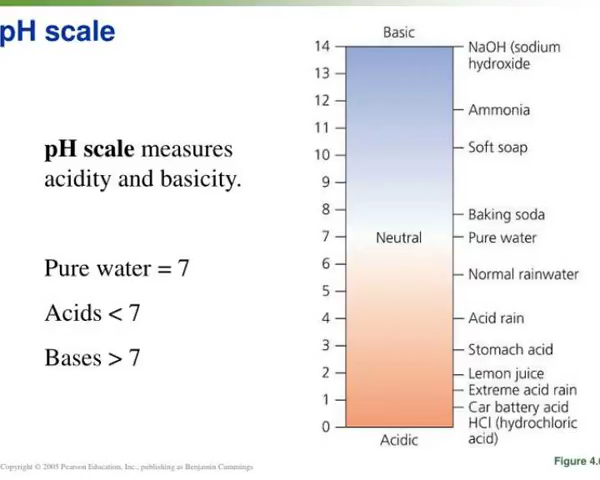 pH scale
pH scale measures
acidity and basicity.
Pure water = 7
Acids < 7
Bases > 7
Basic
14
13
12
11
10
9
8
7
6
5
4
3
2
1
0
Neutral
Acidic
NaOH (sodium
hydroxide
Ammonia
Soft soap
Baking soda
Pure water
Normal rainwater
Acid rain
Stomach acid
Lemon juice
Extreme acid rain
Car battery acid
HCl (hydrochloric
acid)
Copyright © 2005 Pearson Education, Inc., publishing as Benjamin Cummings
Figure 4.